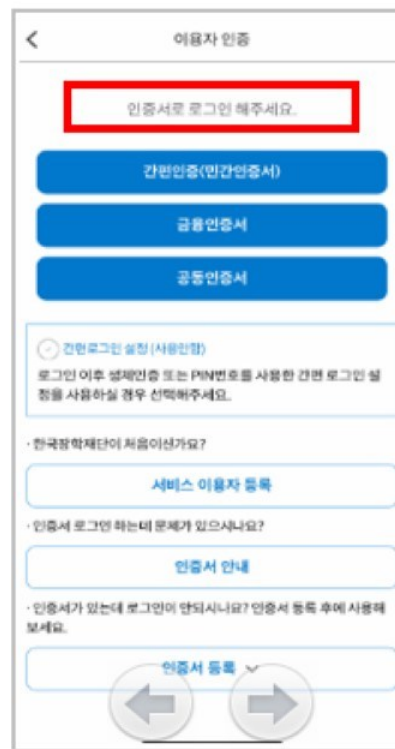 이용자 인증
인증서로 로그인 해주세요.
간편인증(민간인증서)
금융인증서
공동인증서
간편로그인 설정 (사용안함)
로그인 이후 생체인증 또는 PIN번호를 사용한 간편 로그인 설
정을 사용하실 경우 선택해주세요.
· 한국장학재단이 처음이신가요?
서비스 이용자 등록
· 인증서 로그인 하는데 문제가 있으시나요?
인증서 안내
· 인증서가 있는데 로그인이 안되시나요? 인증서 등록 후에 사용해
보세요.
인증서 등록